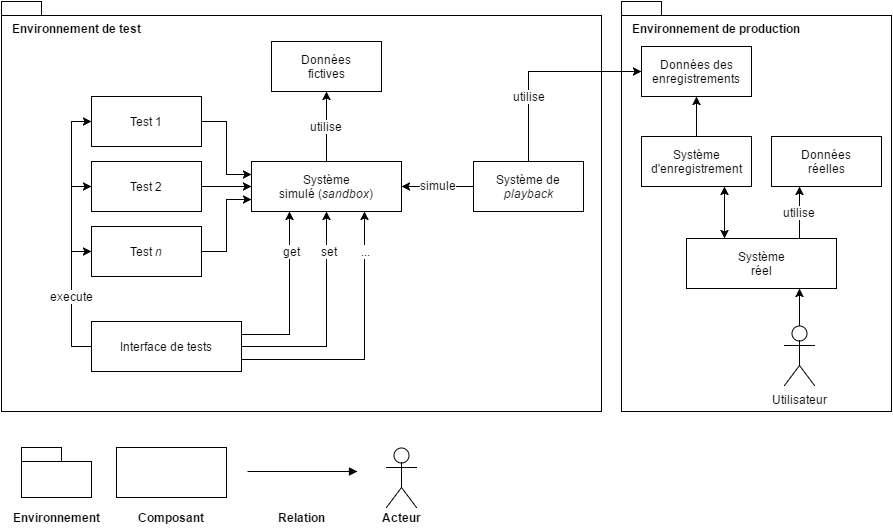 Environnement de test
Environnement de production
Données
fictives
Données des
enregistrements
utilise
utilise
Test 1
Test 2
Test n
Système
simulé (sandbox)
simule
Système de
playback
Système
d'enregistrement
Données
réelles
utilise
get
set
...
Système
réel
execute
Interface de tests
Utilisateur
Environnement
Composant
Relation
Acteur